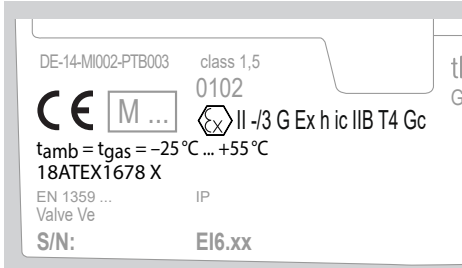 DE-14-MI002-PTB003 class 1,5
0102
CE M ... Ex II -/3 G Ex h ic IIB T4 Gc
tamb = tgas = –25 °C ... +55 °C
18ATEX1678 X
EN 1359 ... IP
Valve Ve
S/N: EI6.xx